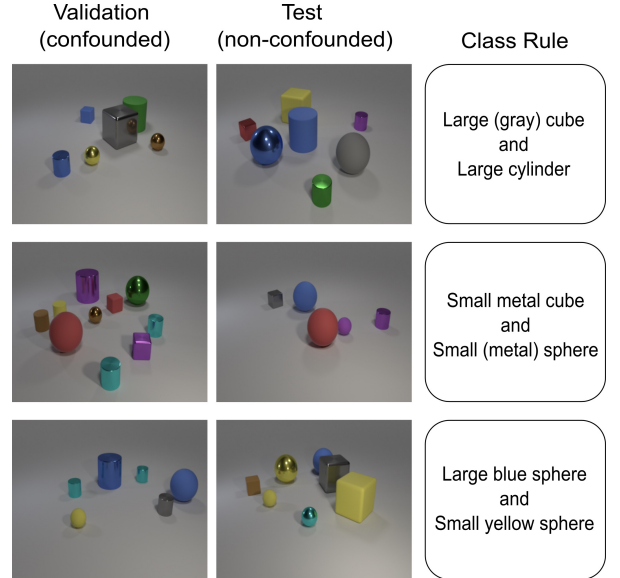 Validation
(confounded)
Test
(non-confounded)
Class Rule
Large (gray) cube
and
Large cylinder
Small metal cube
and
Small (metal) sphere
Large blue sphere
and
Small yellow sphere